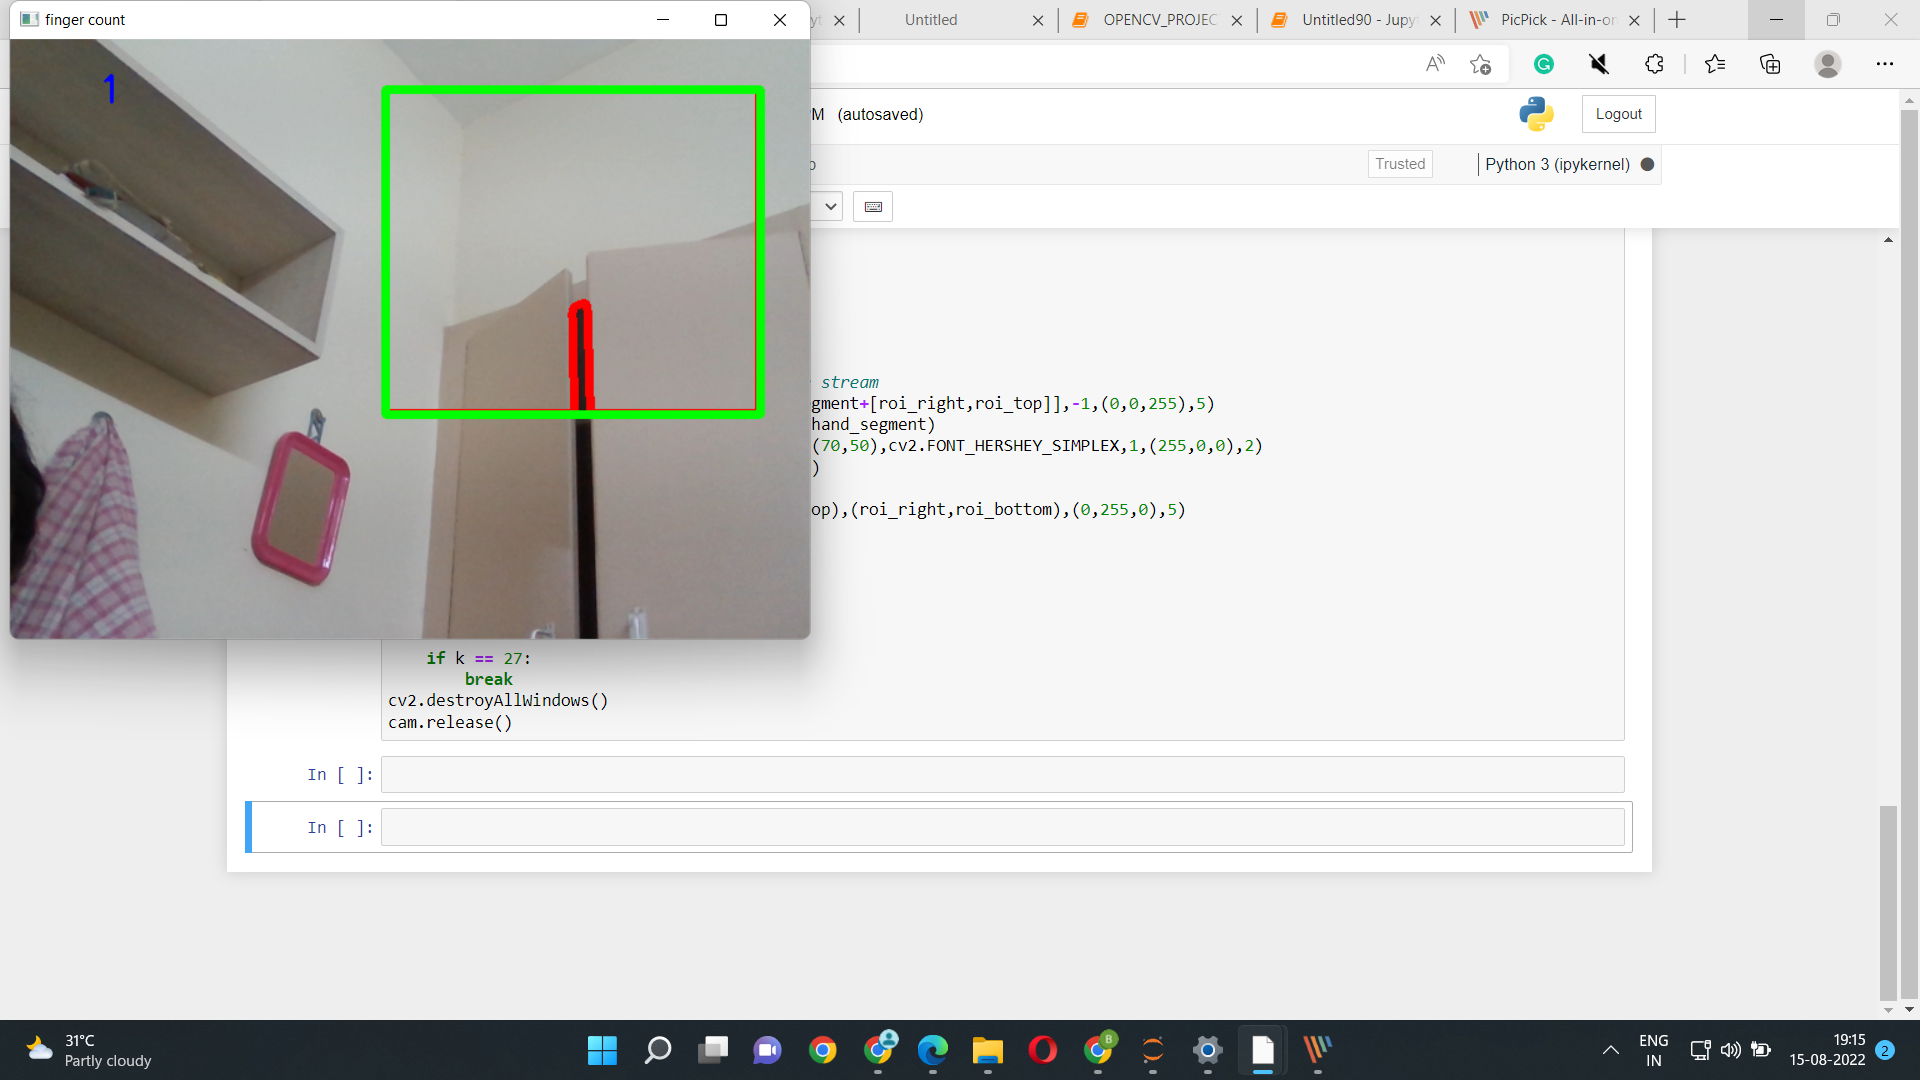 finger count
yt
Untitled
OPENCV_PROJEC
Untitled90 - Jupy
PicPick - All-in-on
1
M (autosaved)
Logout
Trusted
Python 3 (ipykernel)
stream
gment+[roi_right,roi_top]],-1,(0,0,255),5)
hand_segment)
(70,50),cv2.FONT_HERSHEY_SIMPLEX,1,(255,0,0),2)
)
op),(roi_right,roi_bottom),(0,255,0),5)
if k == 27:
break
cv2.destroyAllWindows()
cam.release()
In [ ]:
In [ ]:
31°C
Partly cloudy
B
ENG
IN
19:15
15-08-2022
2